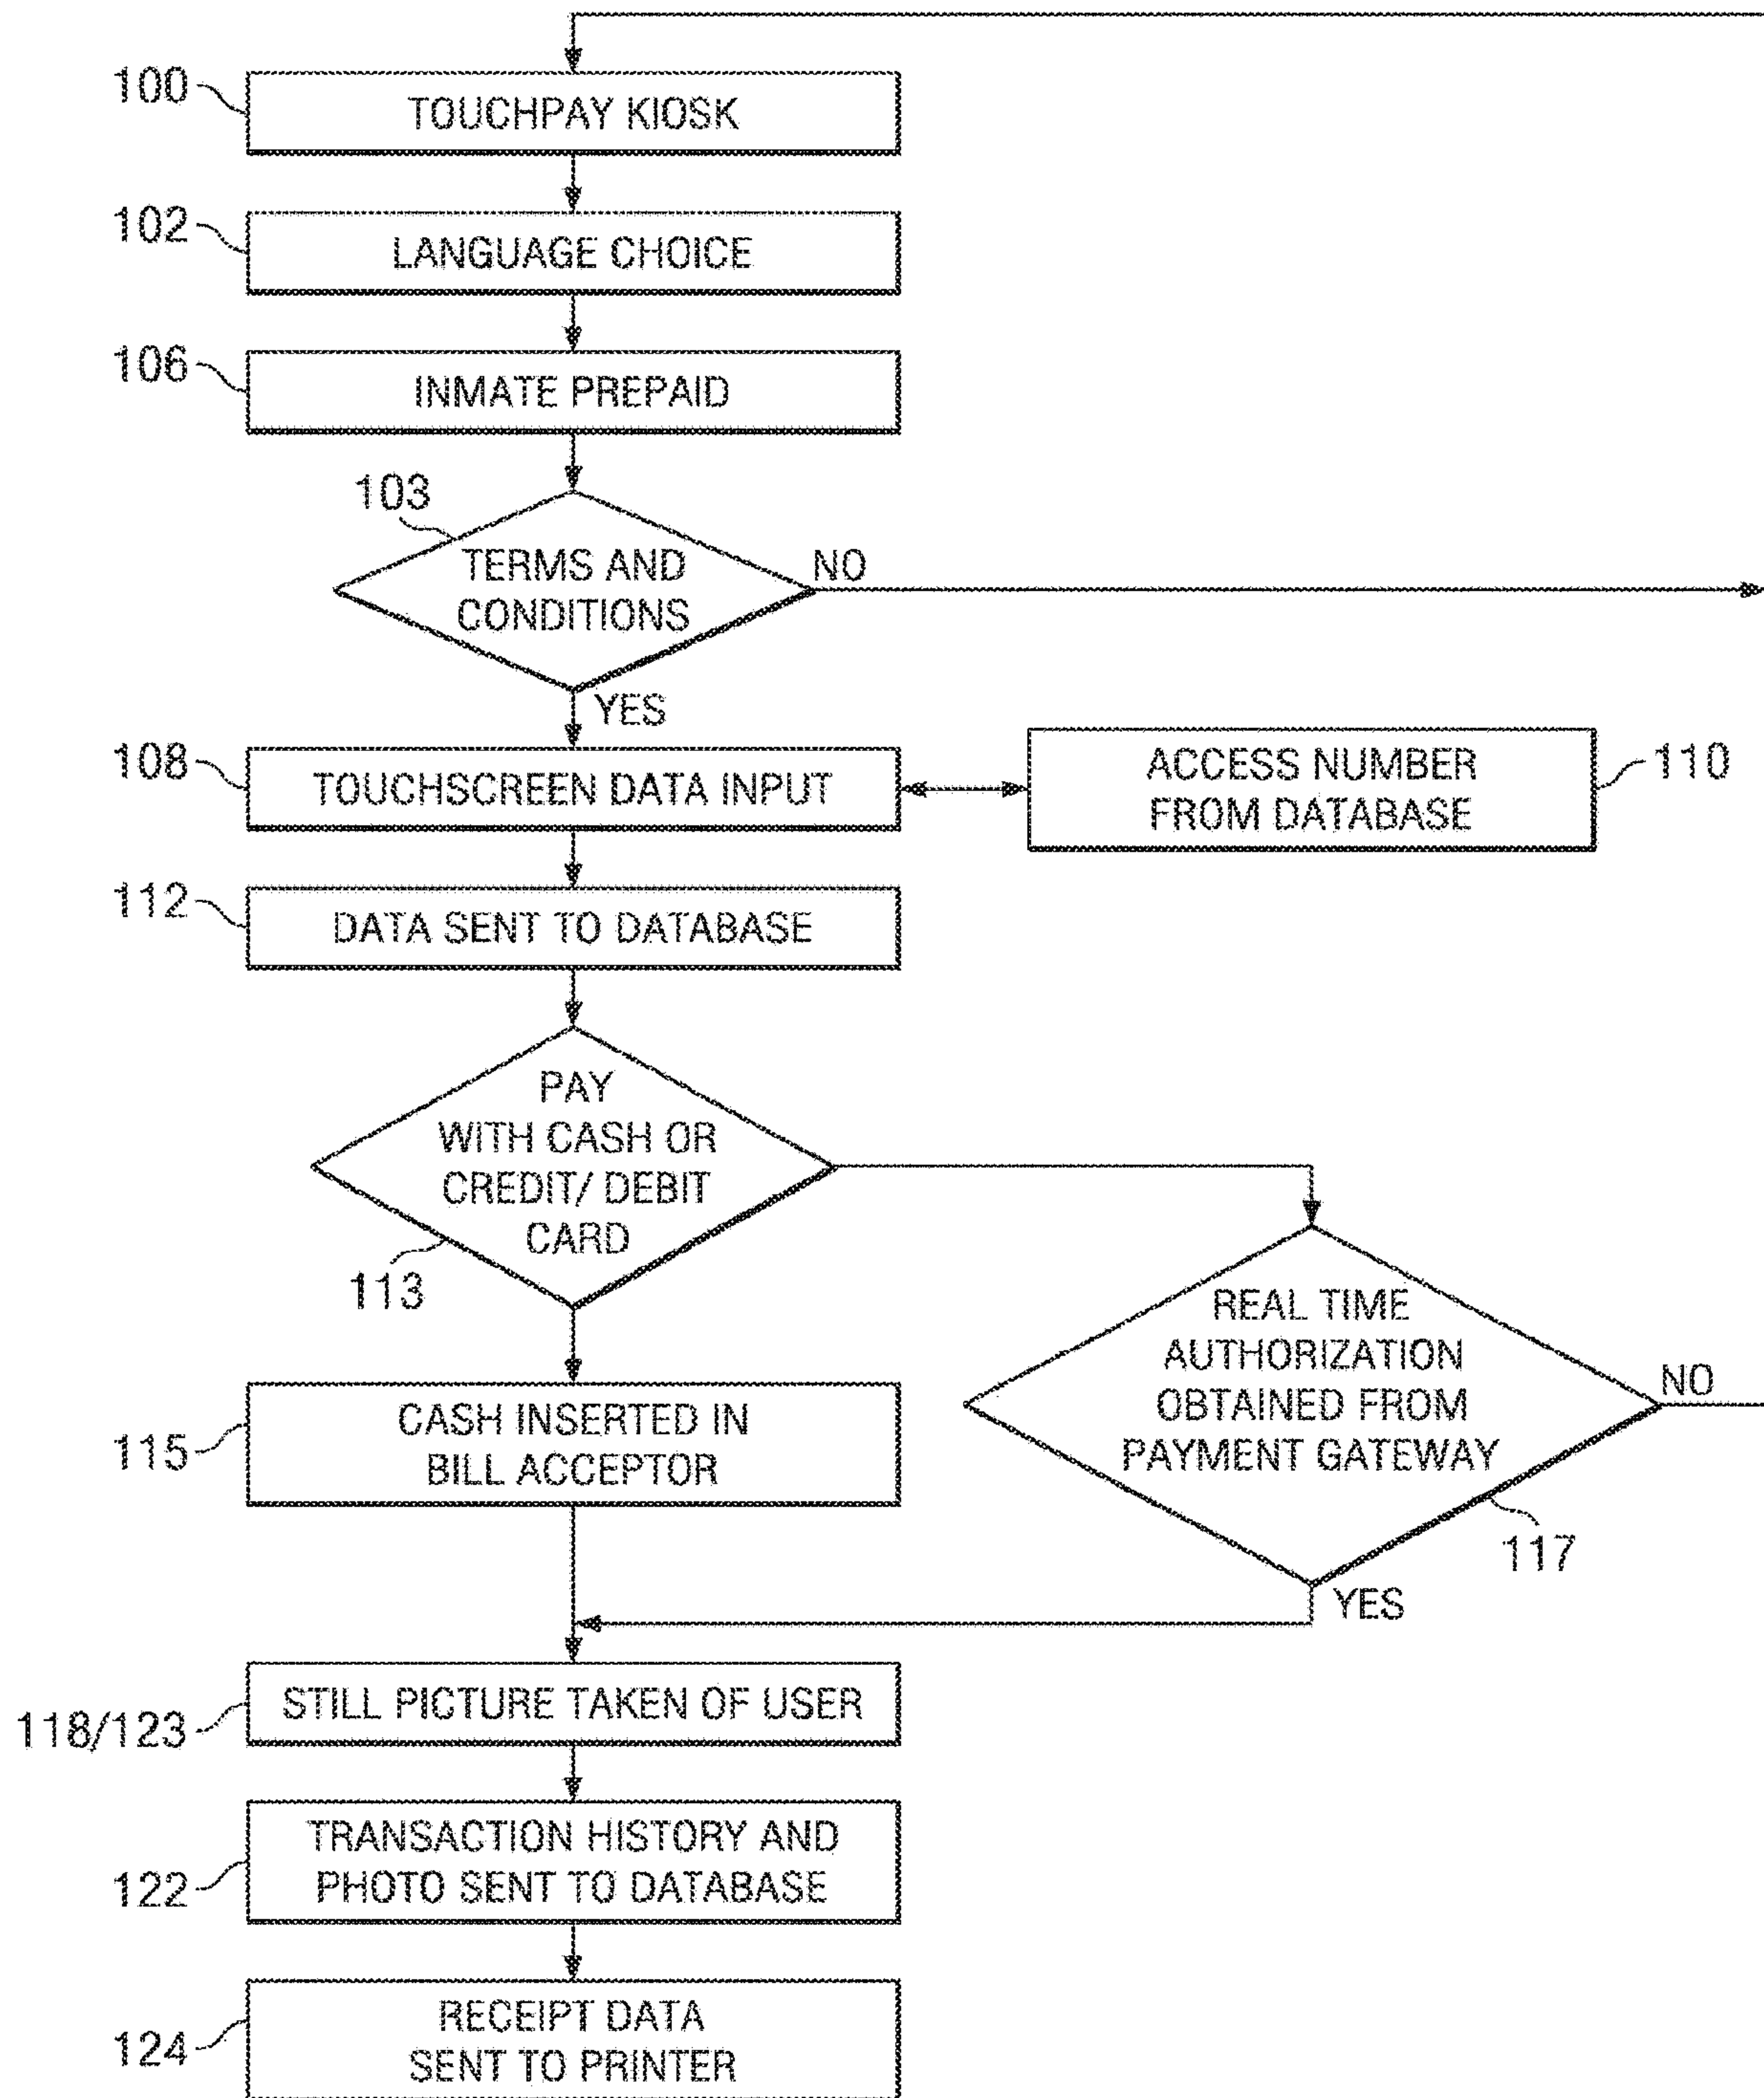 100
TOUCHPAY KIOSK
102
LANGUAGE CHOICE
106
INMATE PREPAID
103
TERMS AND
CONDITIONS
NO
YES
108
TOUCHSCREEN DATA INPUT
ACCESS NUMBER
FROM DATABASE
110
112
DATA SENT TO DATABASE
PAY
WITH CASH OR
CREDIT/ DEBIT
CARD
113
REAL TIME
AUTHORIZATION
OBTAINED FROM
PAYMENT GATEWAY
NO
117
YES
115
CASH INSERTED IN
BILL ACCEPTOR
118/123
STILL PICTURE TAKEN OF USER
122
TRANSACTION HISTORY AND
PHOTO SENT TO DATABASE
124
RECEIPT DATA
SENT TO PRINTER